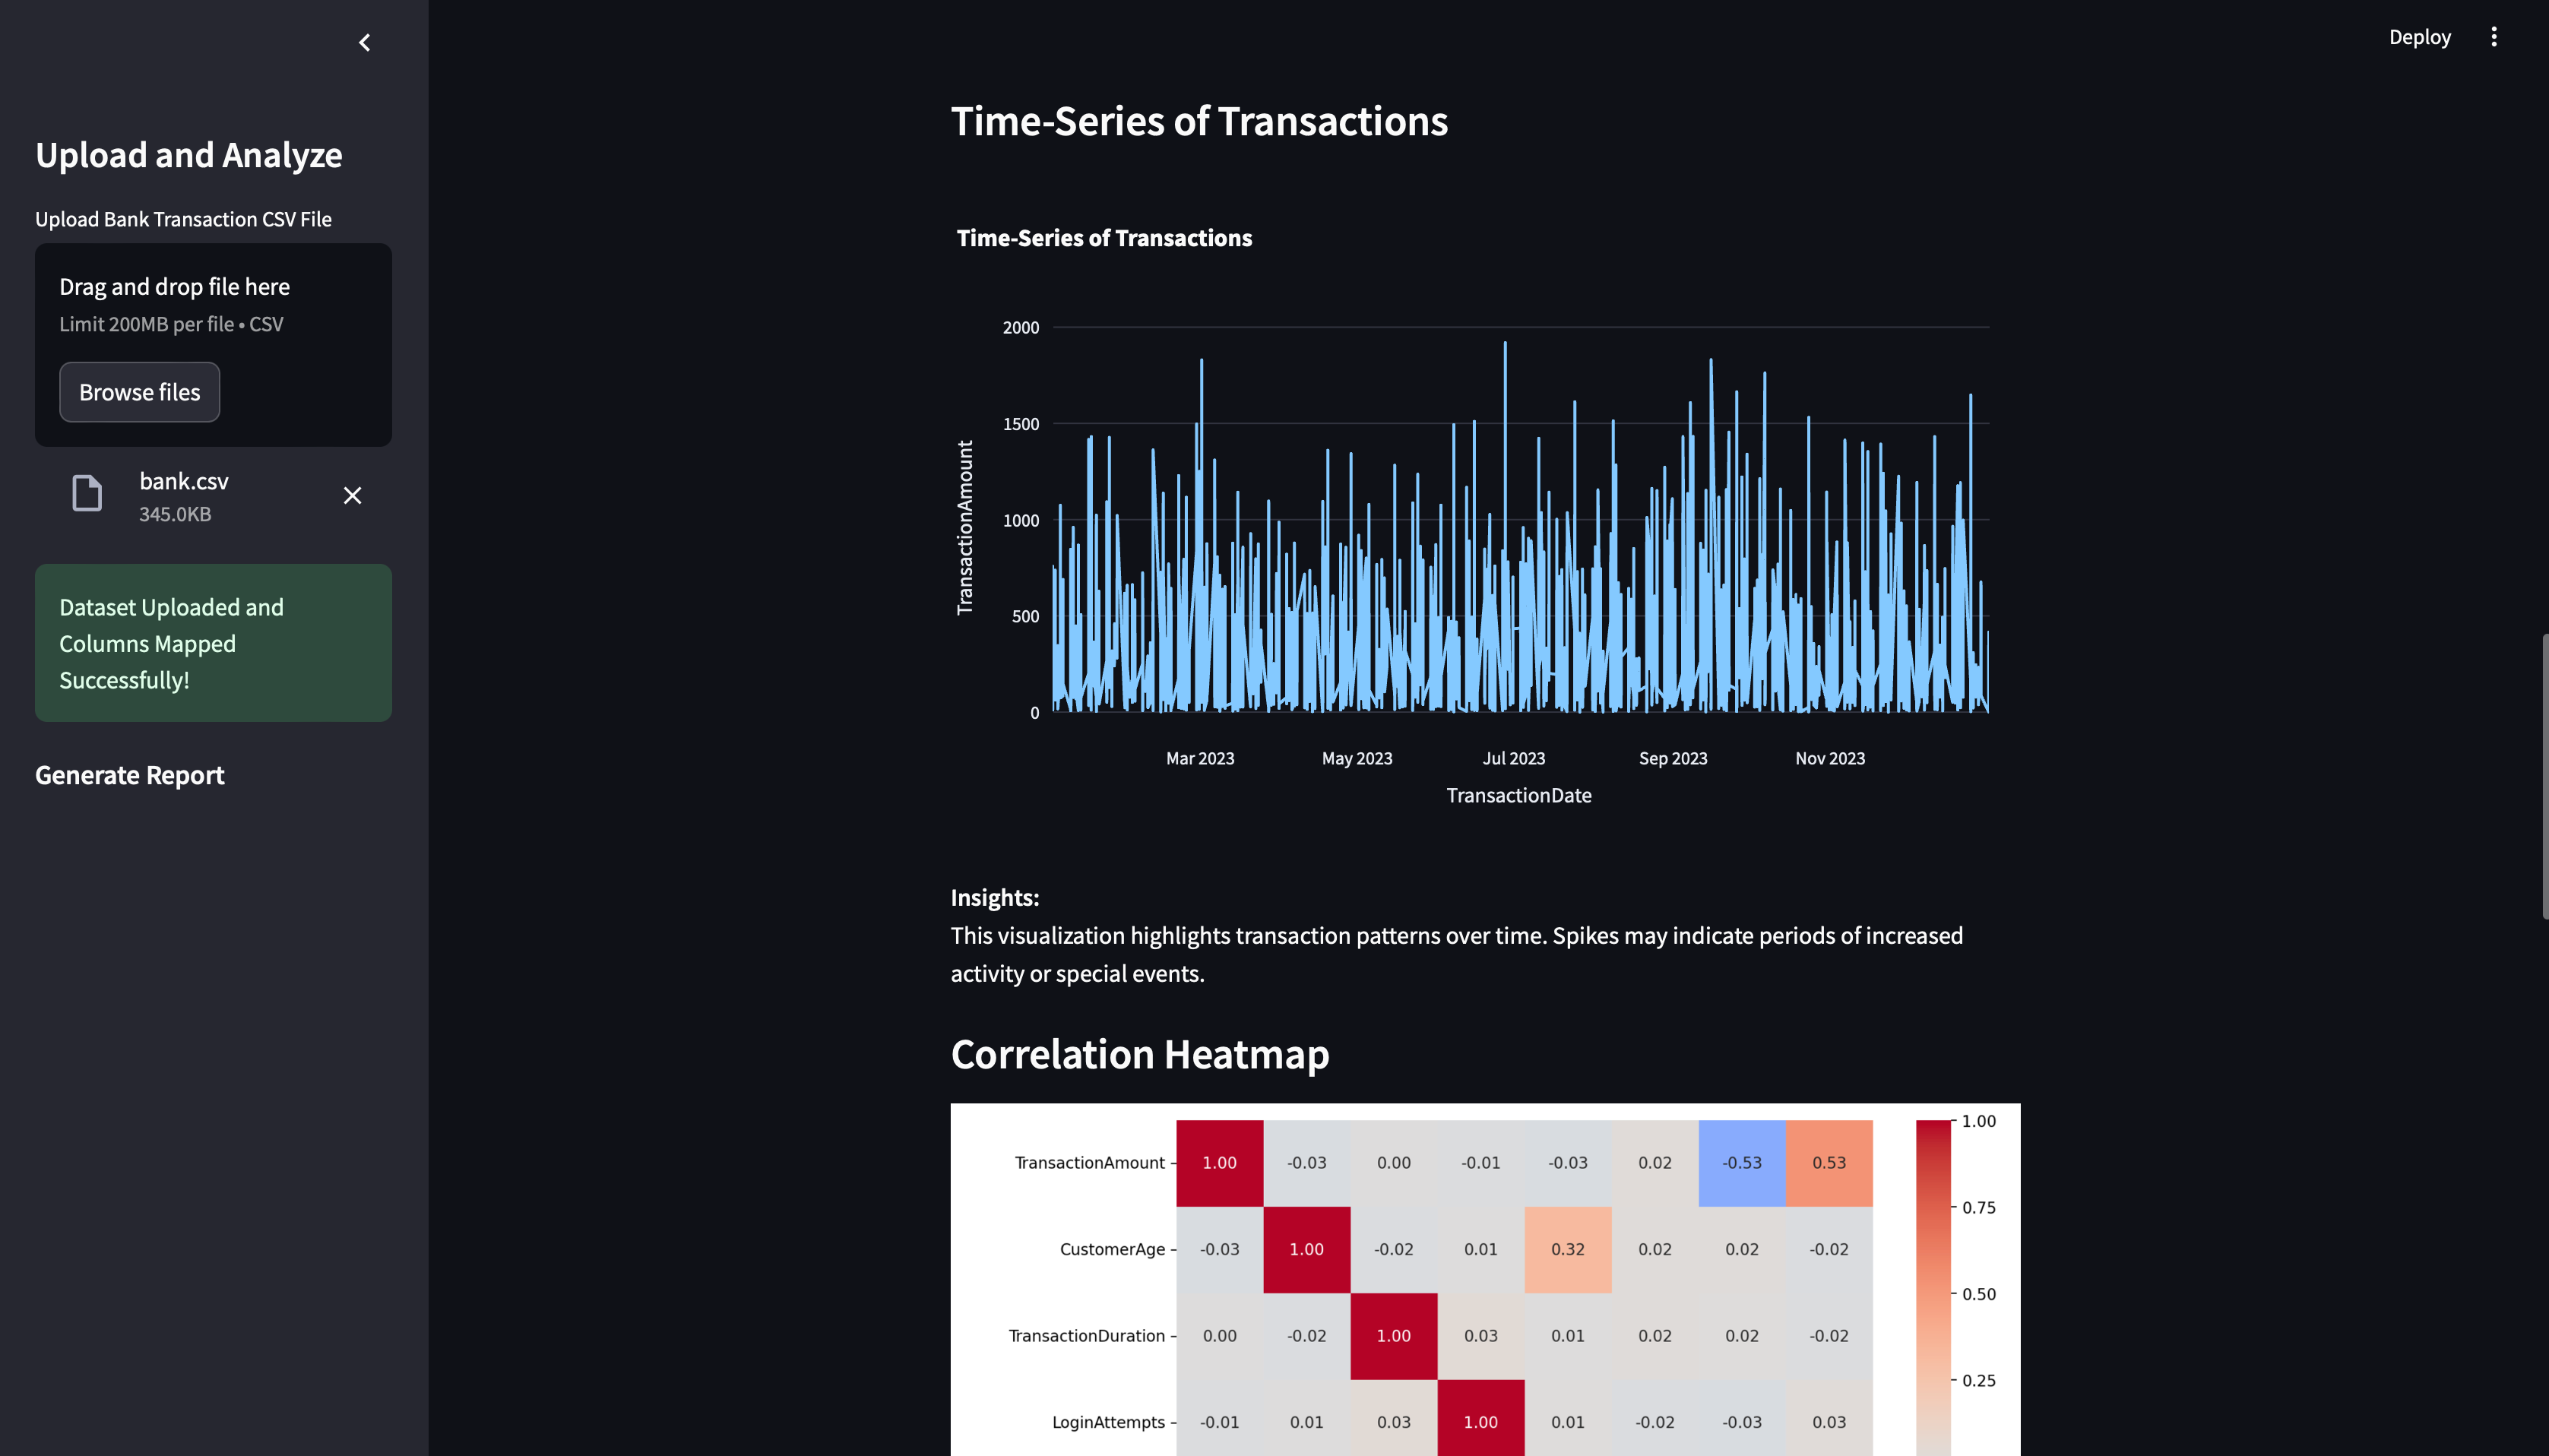 Deploy
Upload and Analyze
Upload Bank Transaction CSV File
Drag and drop file here
Limit 200MB per file • CSV
Browse files
bank.csv
345.0KB
Dataset Uploaded and
Columns Mapped
Successfully!
Generate Report
Time-Series of Transactions
Time-Series of Transactions
2000
1500
1000
500
0
TransactionAmount
Mar 2023 May 2023 Jul 2023 Sep 2023 Nov 2023
TransactionDate
Insights:
This visualization highlights transaction patterns over time. Spikes may indicate periods of increased
activity or special events.
Correlation Heatmap
TransactionAmount 1.00 -0.03 0.00 -0.01 -0.03 0.02 -0.53 0.53
CustomerAge -0.03 1.00 -0.02 0.01 0.32 0.02 0.02 -0.02
TransactionDuration 0.00 -0.02 1.00 0.03 0.01 0.02 0.02 -0.02
LoginAttempts -0.01 0.01 0.03 1.00 0.01 -0.02 -0.03 0.03
1.00
0.75
0.50
0.25